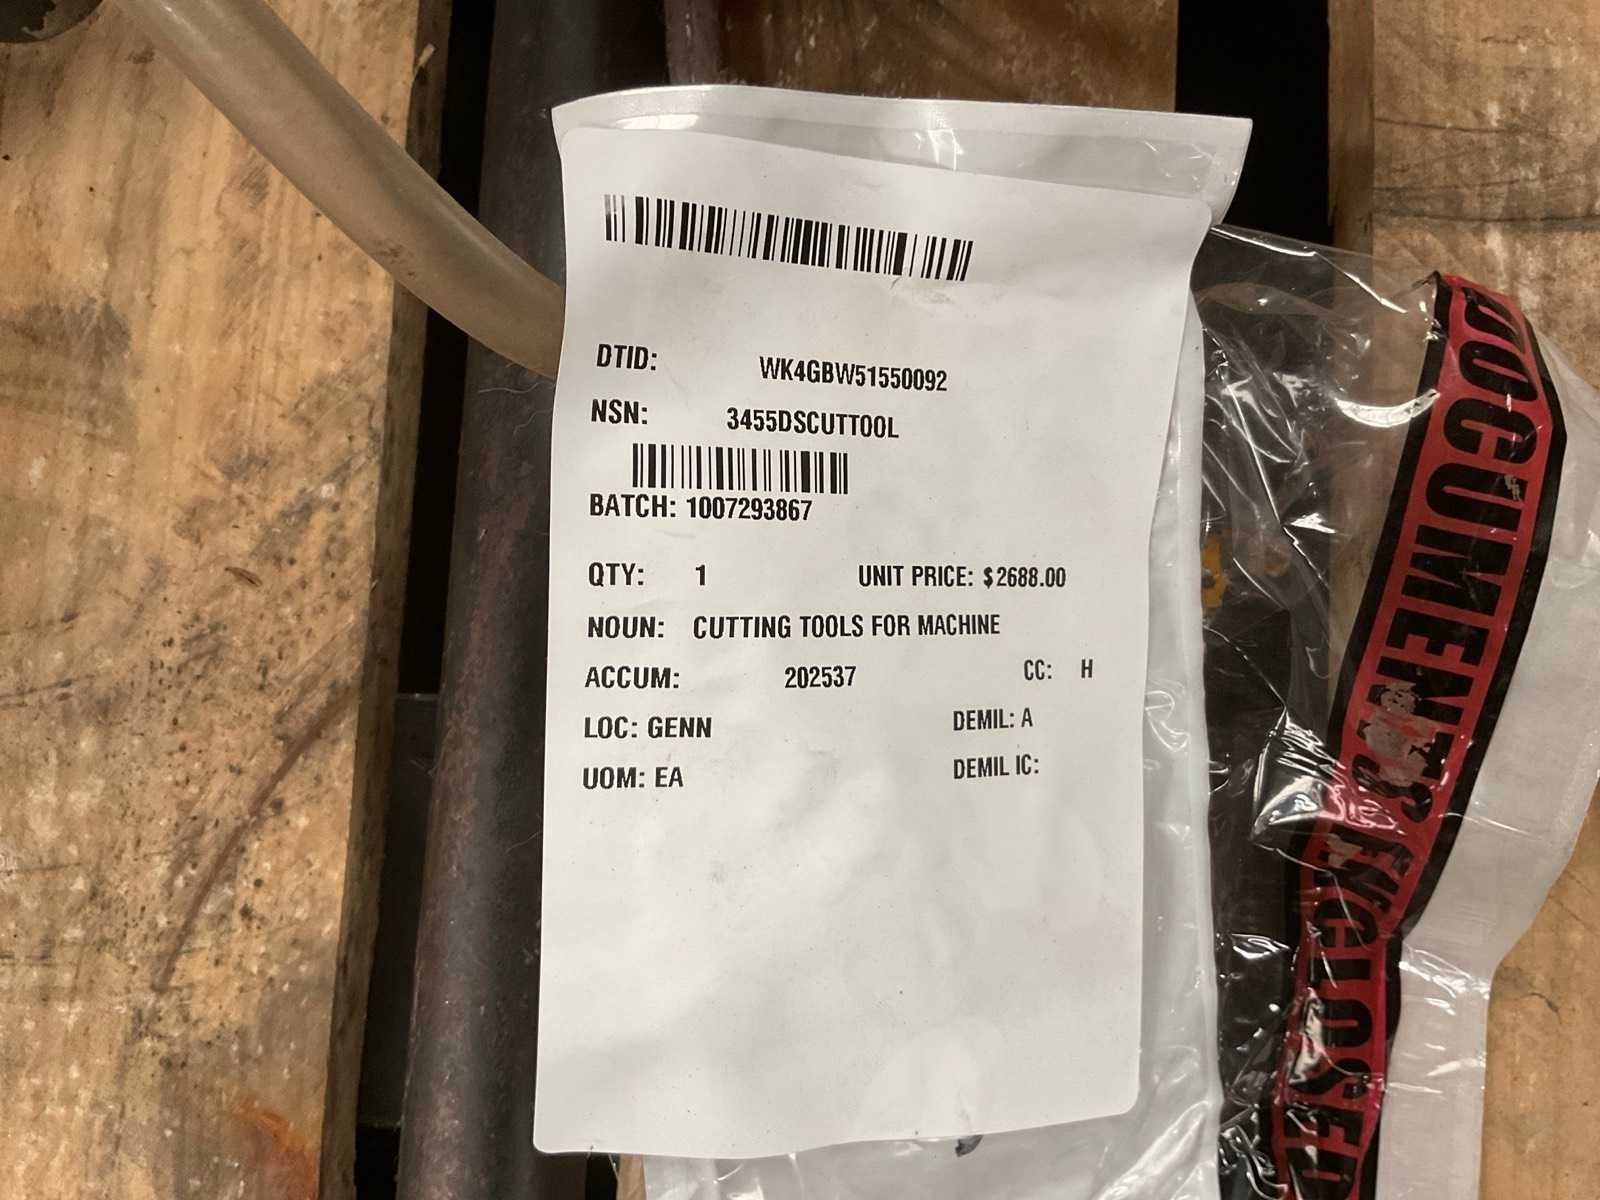 DTID: WK4GBW51550092
NSN: 3455DSCUTTOOL
BATCH: 1007293867
QTY: 1 UNIT PRICE: $2688.00
NOUN: CUTTING TOOLS FOR MACHINE
ACCUM: 202537 CC: H
LOC: GENN DEMIL: A
UOM: EA DEMIL IC:
DOCUMENTS ENCLOSED